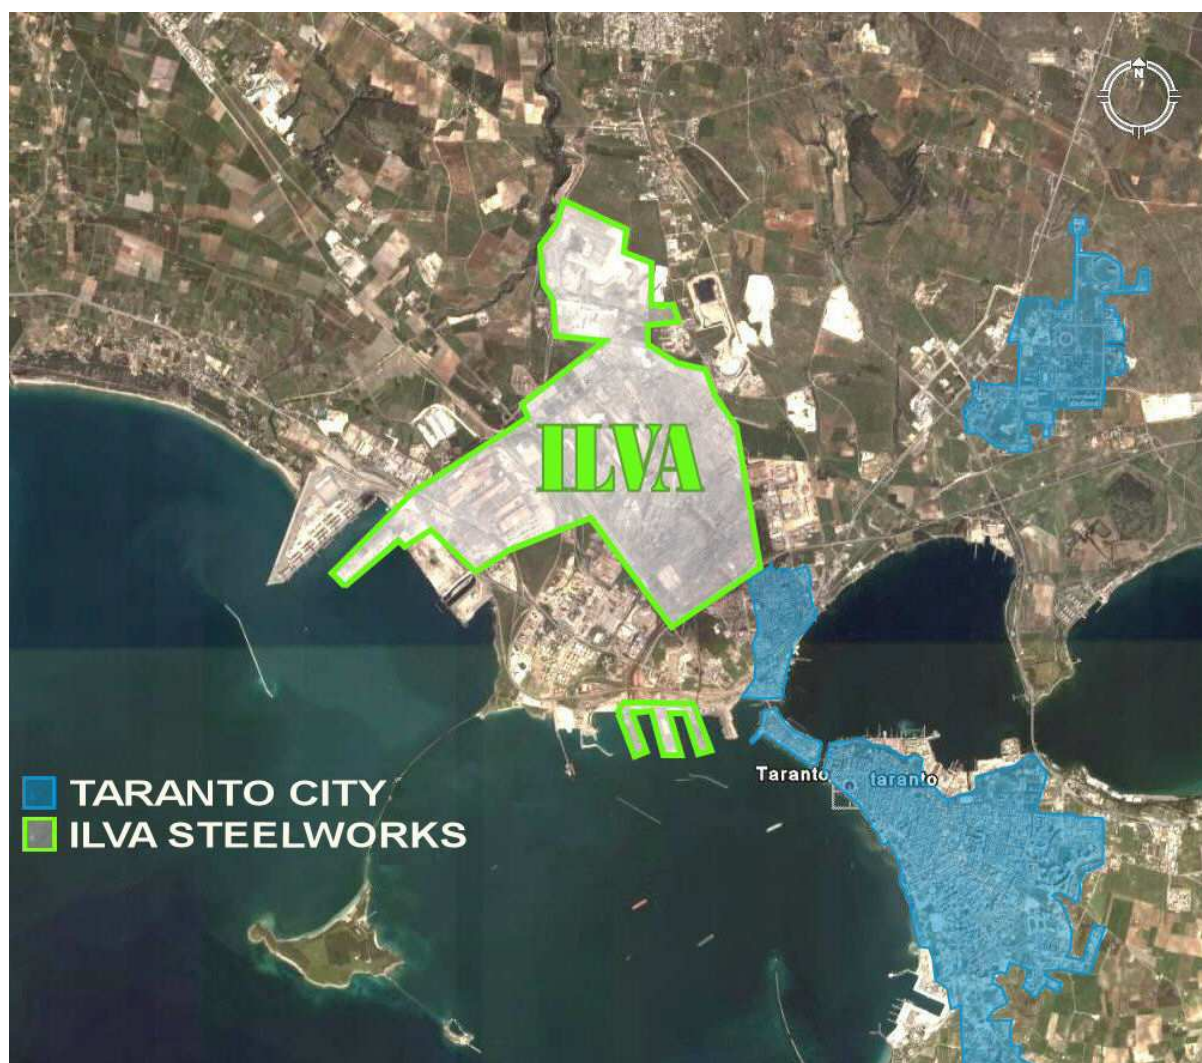 N
ILVA
Taranto
taranto
TARANTO CITY
ILVA STEELWORKS